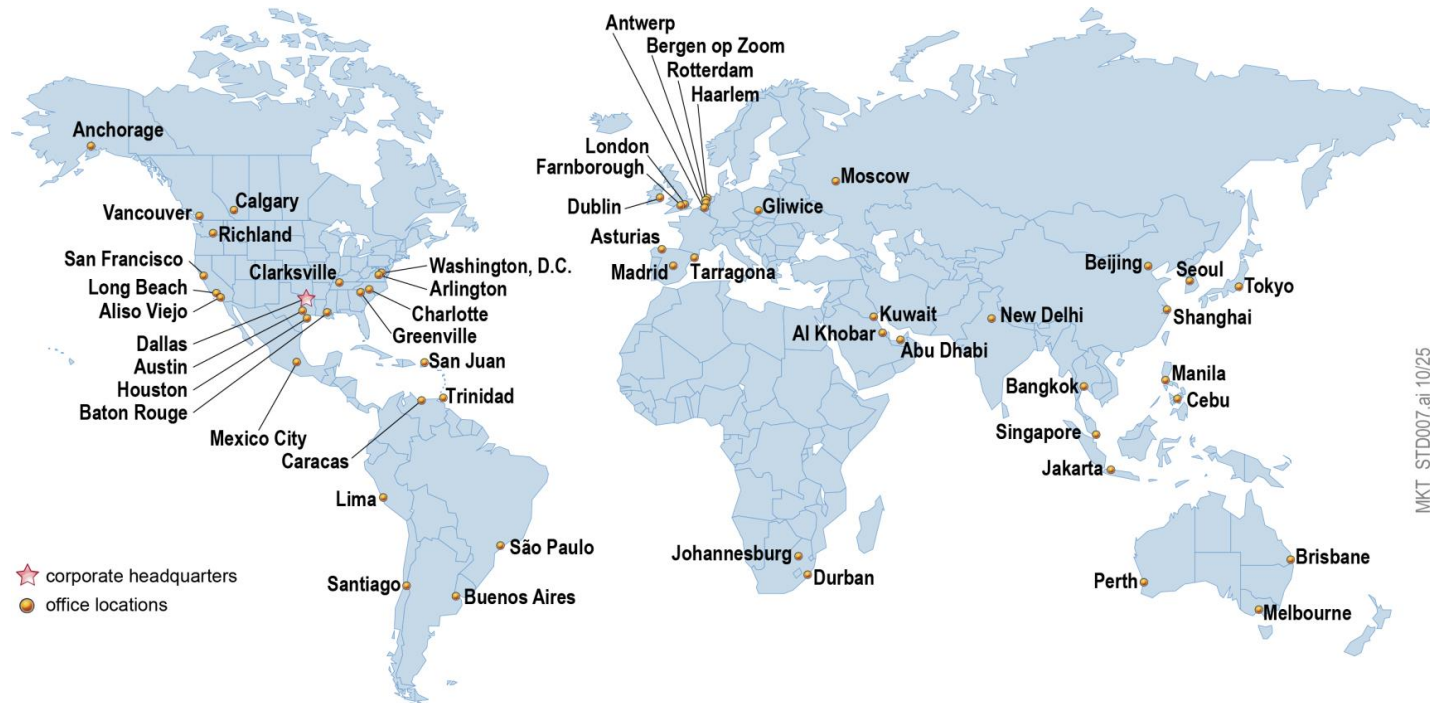 Antwerp
Bergen op Zoom
Rotterdam
Haarlem
Anchorage
London
Farnborough
Moscow
Calgary
Vancouver
Dublin
Gliwice
Richland
Asturias
San Francisco
Clarksville
Washington, D.C.
Madrid
Tarragona
Beijing
Seoul
Long Beach
Arlington
Tokyo
Aliso Viejo
Charlotte
Kuwait
New Delhi
Shanghai
Greenville
Al Khobar
Dallas
Abu Dhabi
Austin
San Juan
Houston
Manila
Bangkok
Baton Rouge
Trinidad
Cebu
Mexico City
Singapore
Caracas
Jakarta
Lima
São Paulo
Johannesburg
Brisbane
corporate headquarters
Durban
Perth
Santiago
Buenos Aires
office locations
Melbourne
MKT STD007.ai 10/25